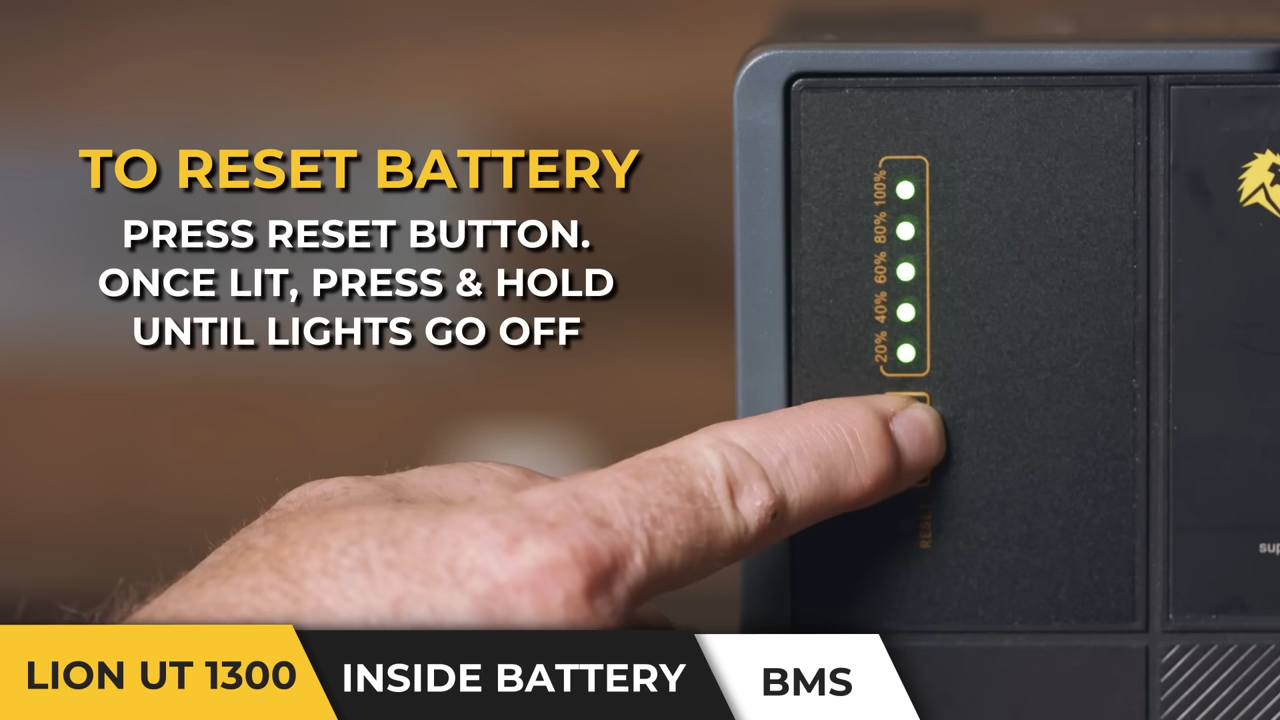 TO RESET BATTERY
PRESS RESET BUTTON.
ONCE LIT, PRESS & HOLD
UNTIL LIGHTS GO OFF
20% 40% 60% 80% 100%
LION UT 1300
INSIDE BATTERY
BMS